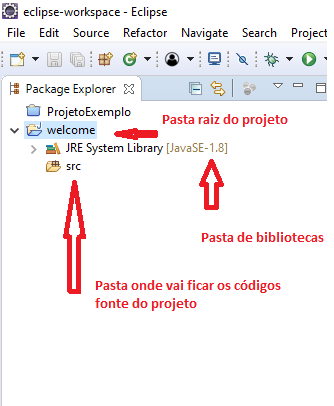 eclipse-workspace - Eclipse
File Edit Source Refactor Navigate Search Project
Package Explorer
ProjetoExemplo
Pasta raiz do projeto
welcome
JRE System Library [JavaSE-1.8]
src
Pasta de bibliotecas
Pasta onde vai ficar os códigos
fonte do projeto